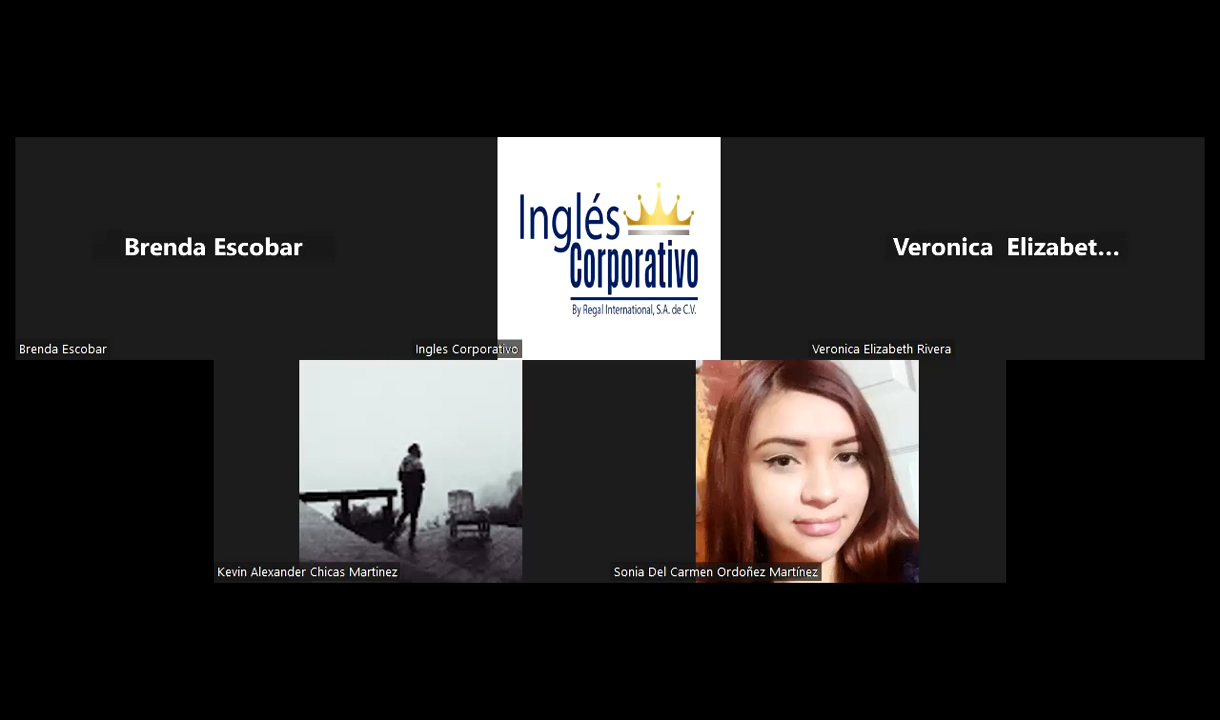 Brenda Escobar
Inglés
Corporativo
By Regal International, S.A. de C.V.
Veronica  Elizabet...
Brenda Escobar
Ingles Corporativo
Veronica Elizabeth Rivera
Kevin Alexander Chicas Martinez
Sonia Del Carmen Ordoñez Martínez